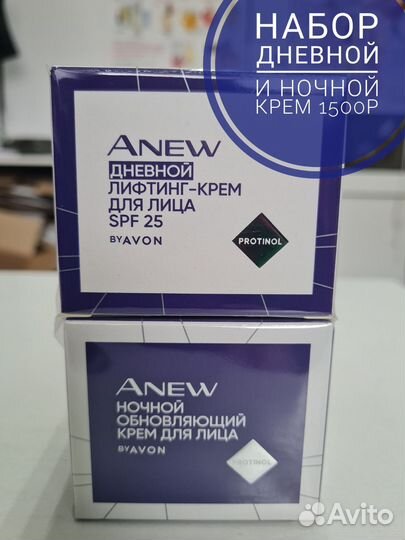 НАБОР
ДНЕВНОЙ
И НОЧНОЙ
КРЕМ 1500Р
ANEW
ДНЕВНОЙ
ЛИФТИНГ-КРЕМ
ДЛЯ ЛИЦА
SPF 25
BY AVON
PROTINOL
ANEW
НОЧНОЙ
ОБНОВЛЯЮЩИЙ
КРЕМ ДЛЯ ЛИЦА
BY AVON
PROTINOL
Avito